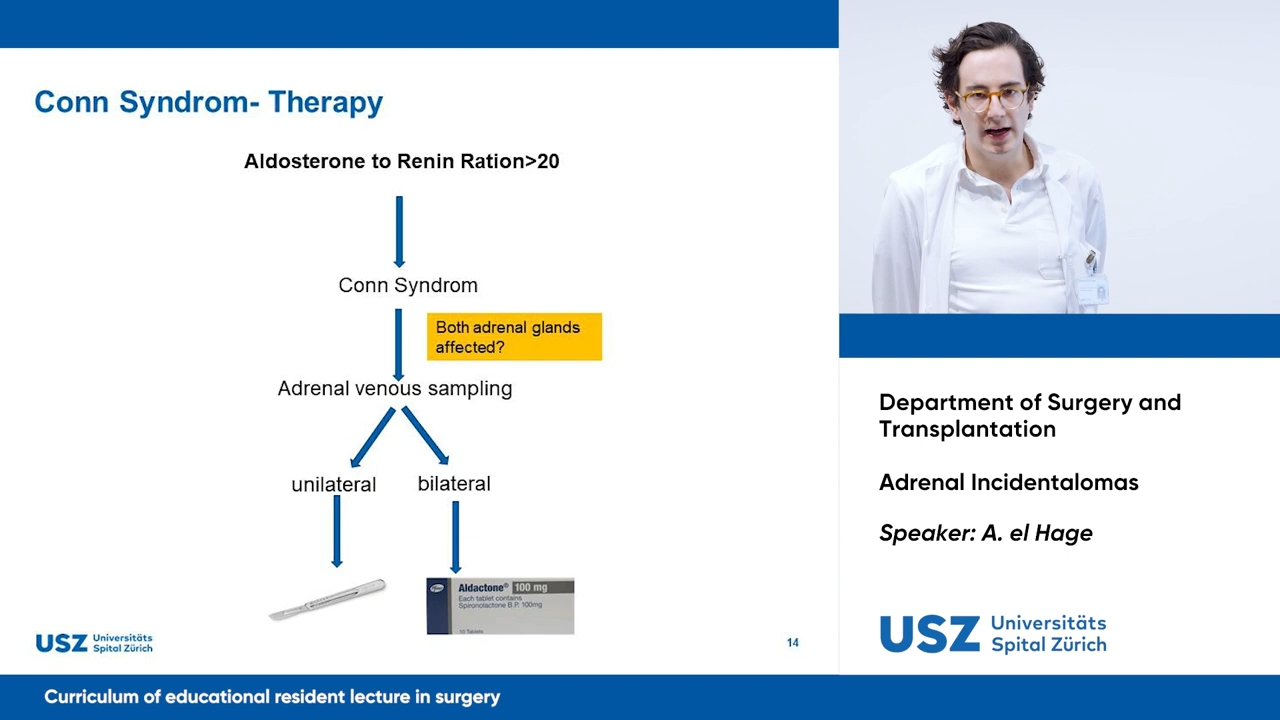 Conn Syndrom- Therapy
Aldosterone to Renin Ration>20
Conn Syndrom
Both adrenal glands
affected?
Adrenal venous sampling
unilateral
bilateral
Aldactone® 100 mg
Each tablet contains
Spironolactone B.P. 100mg
10 Tablets
USZ Universitäts
Spital Zürich
14
Department of Surgery and
Transplantation
Adrenal Incidentalomas
Speaker: A. el Hage
USZ Universitäts
Spital Zürich
Curriculum of educational resident lecture in surgery